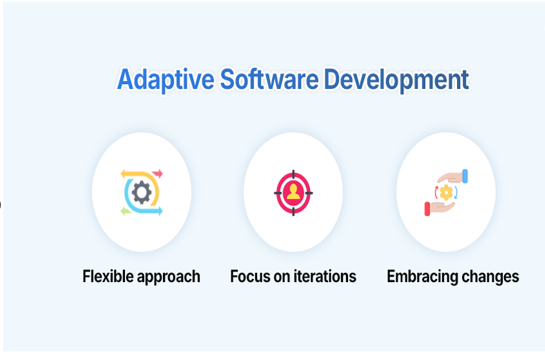 Adaptive Software Development
Flexible approach
Focus on iterations
Embracing changes